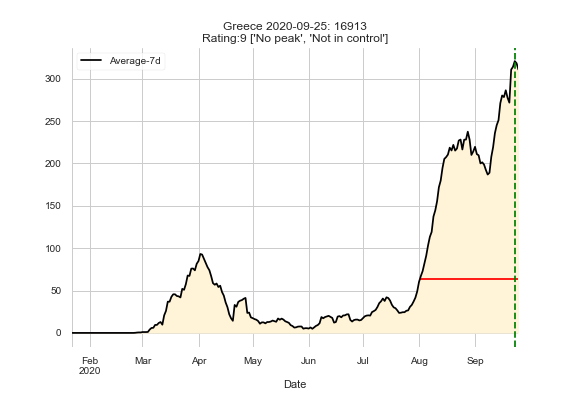 Greece 2020-09-25: 16913
Rating:9 ['No peak', 'Not in control']
Average-7d
300
250
200
150
100
50
0
Feb Mar Apr May Jun Jul Aug Sep
2020
Date